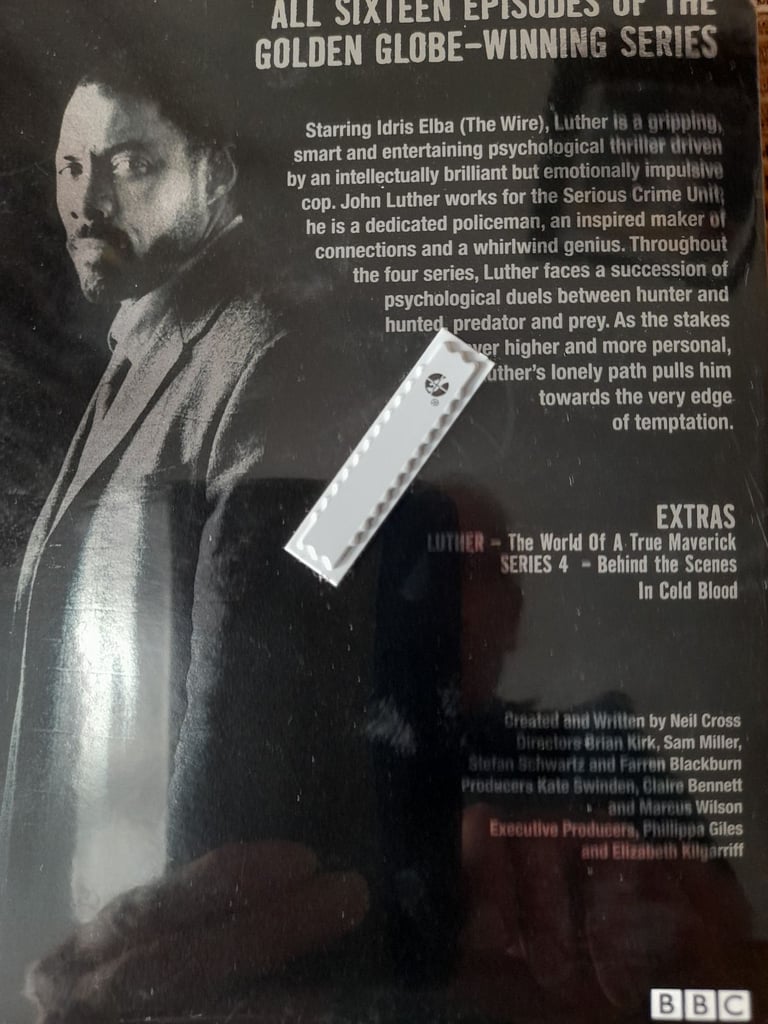 ALL SIXTEEN EPISODES OF THE
GOLDEN GLOBE-WINNING SERIES
Starring Idris Elba (The Wire), Luther is a gripping,
smart and entertaining psychological thriller driven
by an intellectually brilliant but emotionally impulsive
cop. John Luther works for the Serious Crime Unit;
he is a dedicated policeman, an inspired maker of
connections and a whirlwind genius. Throughout
the four series, Luther faces a succession of
psychological duels between hunter and
hunted, predator and prey. As the stakes
higher and more personal,
path pulls him
towards the very edge
of temptation.
EXTRAS
LUTHER - The World Of A True Maverick
SERIES 4 - Behind the Scenes
In Cold Blood
Created and Written by Neil Cross
Directors Brian Kirk, Sam Miller,
Stefan Schwartz and Farren Blackburn
Producers Kate Swinden, Claire Bennett
and Marcus Wilson
Executive Producers, Phillippa Giles
and Elizabeth Kilgarriff
BBC